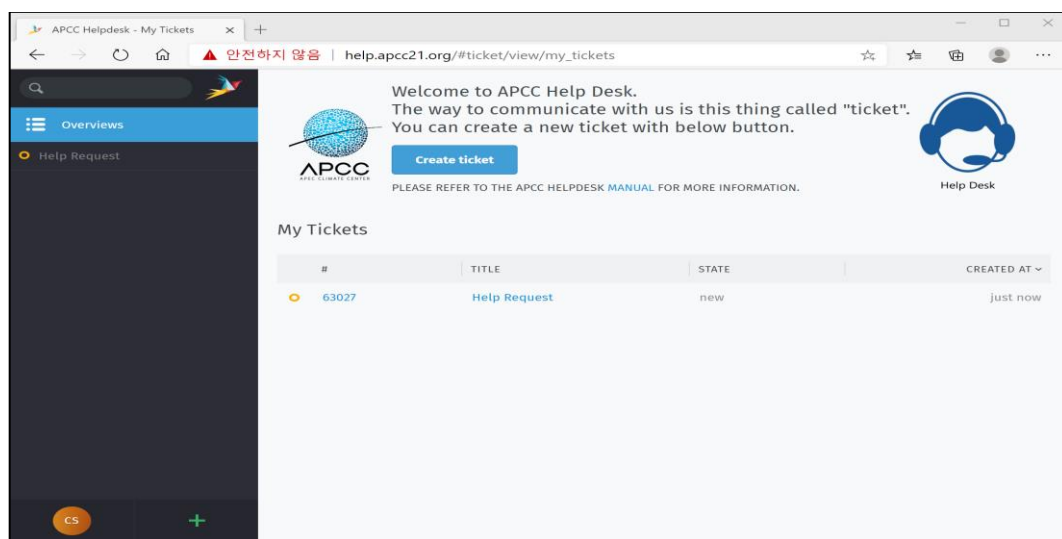 APCC Helpdesk - My Tickets
안전하지 않음 | help.apcc21.org/#ticket/view/my_tickets
Overviews
Help Request
CS
APCC
APEC CLIMATE CENTER
Welcome to APCC Help Desk.
The way to communicate with us is this thing called "ticket".
You can create a new ticket with below button.
Create ticket
PLEASE REFER TO THE APCC HELPDESK MANUAL FOR MORE INFORMATION.
Help Desk
My Tickets
# TITLE STATE CREATED AT
63027 Help Request new just now